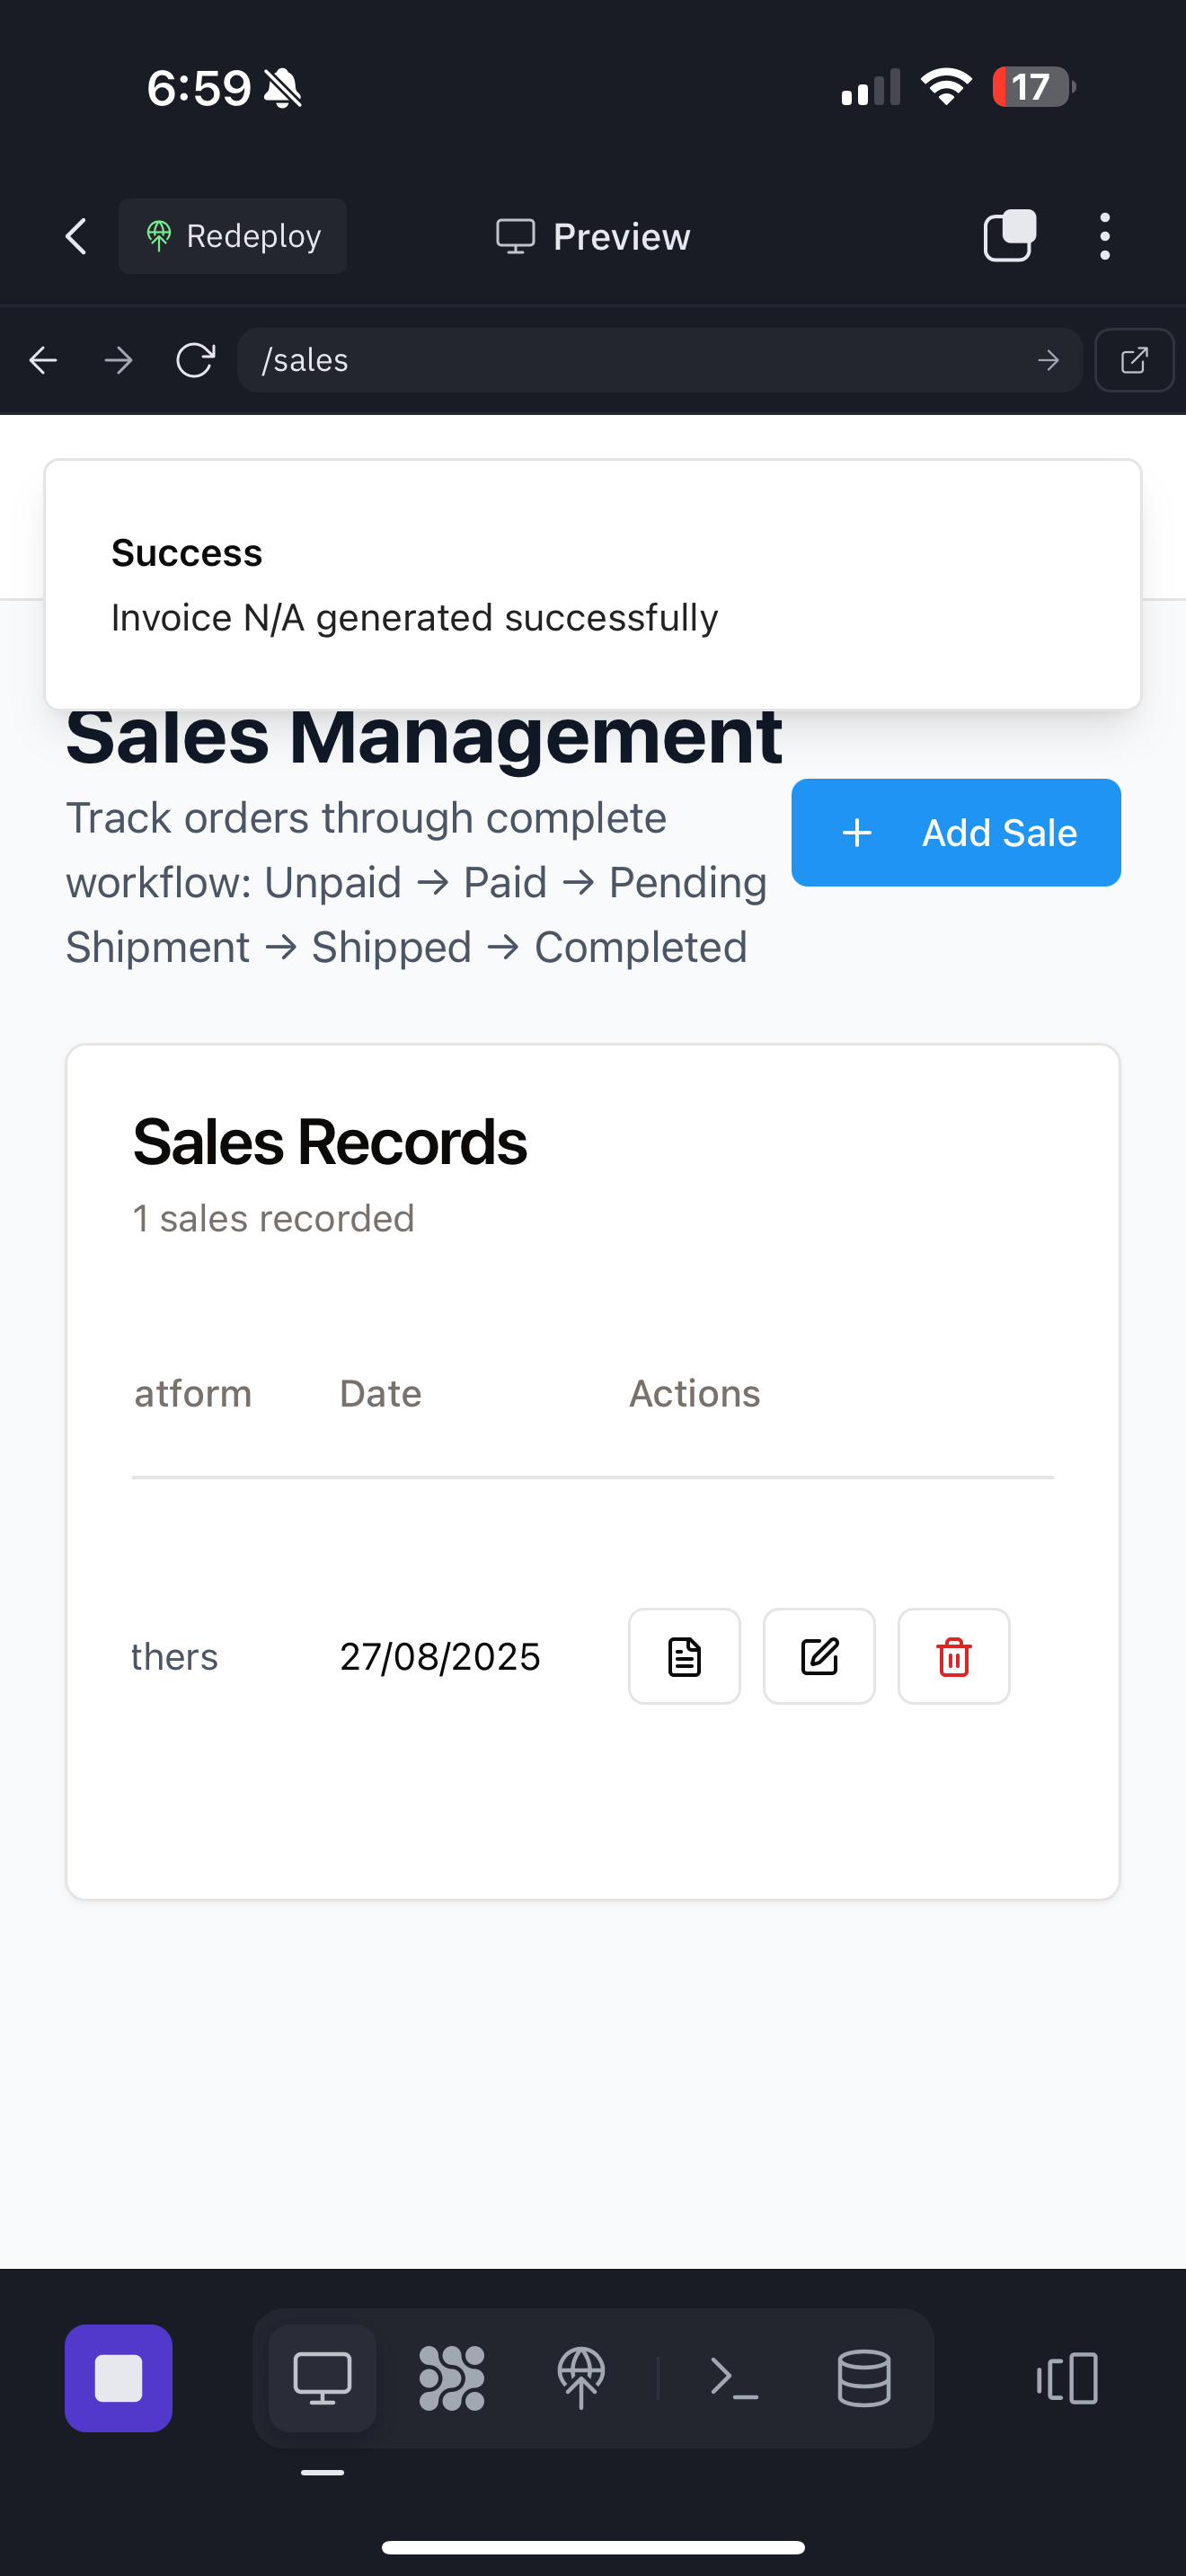 6:59
17
Redeploy
Preview
/sales
Success
Invoice N/A generated successfully
Sales Management
Track orders through complete
workflow: Unpaid → Paid → Pending
Shipment → Shipped → Completed
+ Add Sale
Sales Records
1 sales recorded
atform Date Actions
thers 27/08/2025